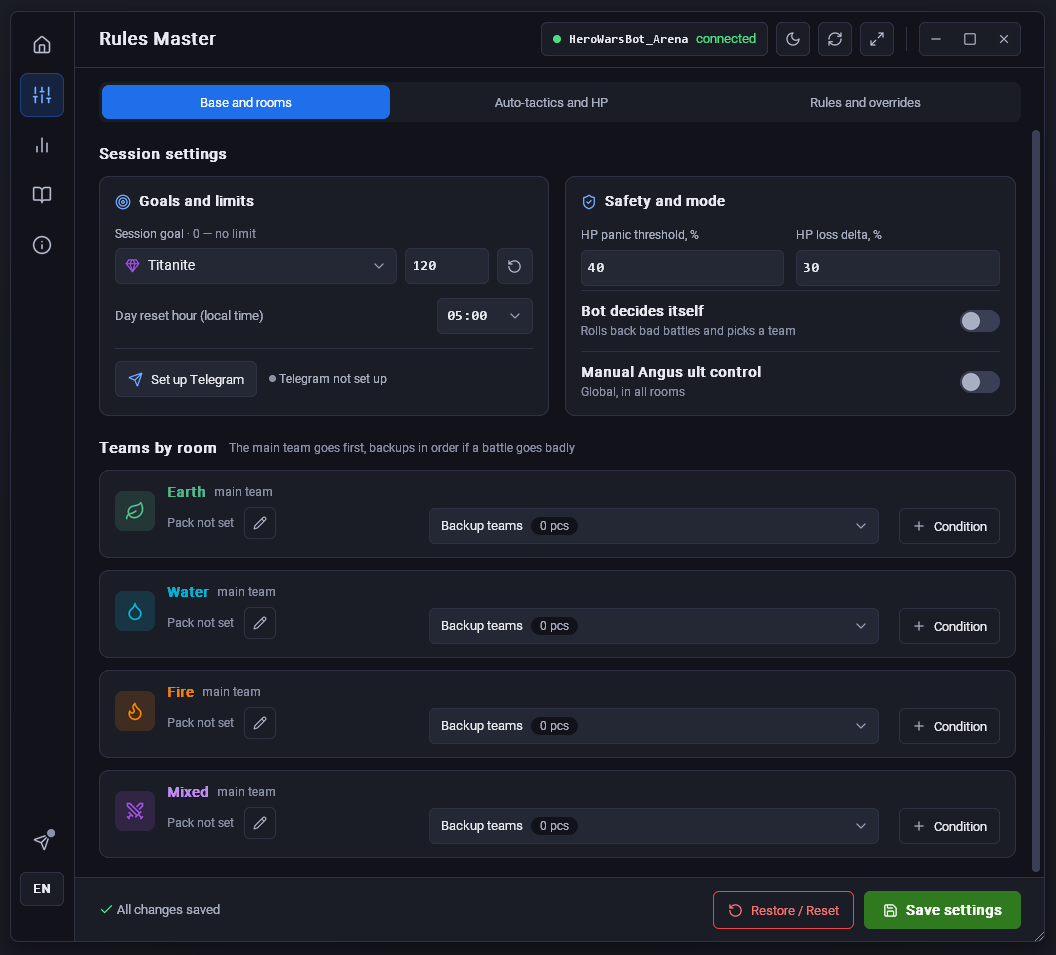 Rules Master
HeroWarsBot_Arena connected
Base and rooms
Auto-tactics and HP
Rules and overrides
Session settings
Goals and limits
Session goal · 0 — no limit
Titanite
120
Day reset hour (local time)
05:00
Set up Telegram
Telegram not set up
Safety and mode
HP panic threshold, %
HP loss delta, %
40
30
Bot decides itself
Rolls back bad battles and picks a team
Manual Angus ult control
Global, in all rooms
Teams by room The main team goes first, backups in order if a battle goes badly
Earth main team
Pack not set
Backup teams 0 pcs
Condition
Water main team
Pack not set
Backup teams 0 pcs
Condition
Fire main team
Pack not set
Backup teams 0 pcs
Condition
Mixed main team
Pack not set
Backup teams 0 pcs
Condition
EN
All changes saved
Restore / Reset
Save settings